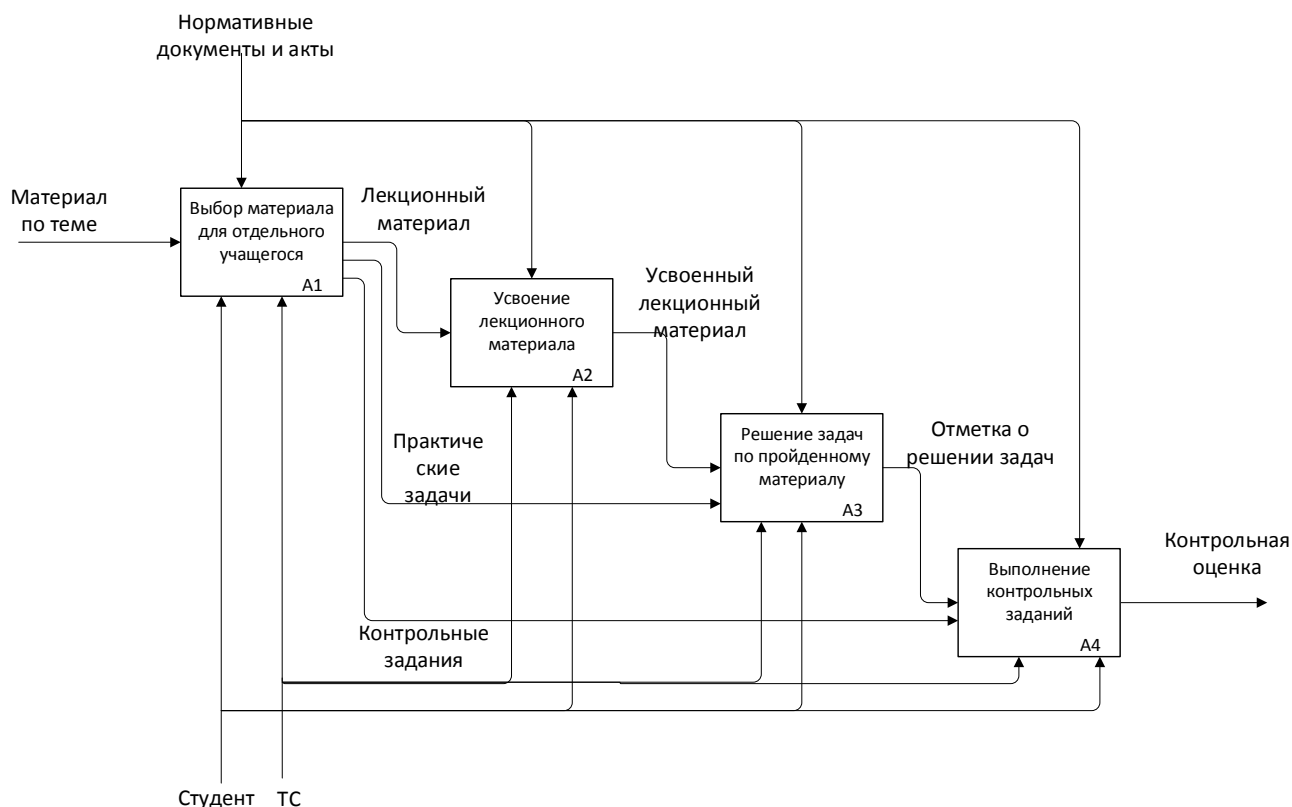 Нормативные
документы и акты
Материал
по теме
Выбор материала
для отдельного
учащегося
A1
Лекционный
материал
Усвоение
лекционного
материала
A2
Усвоенный
лекционный
материал
Практиче
ские
задачи
Решение задач
по пройденному
материалу
A3
Отметка о
решении задач
Выполнение
контрольных
заданий
A4
Контрольная
оценка
Контрольные
задания
Студент
ТС